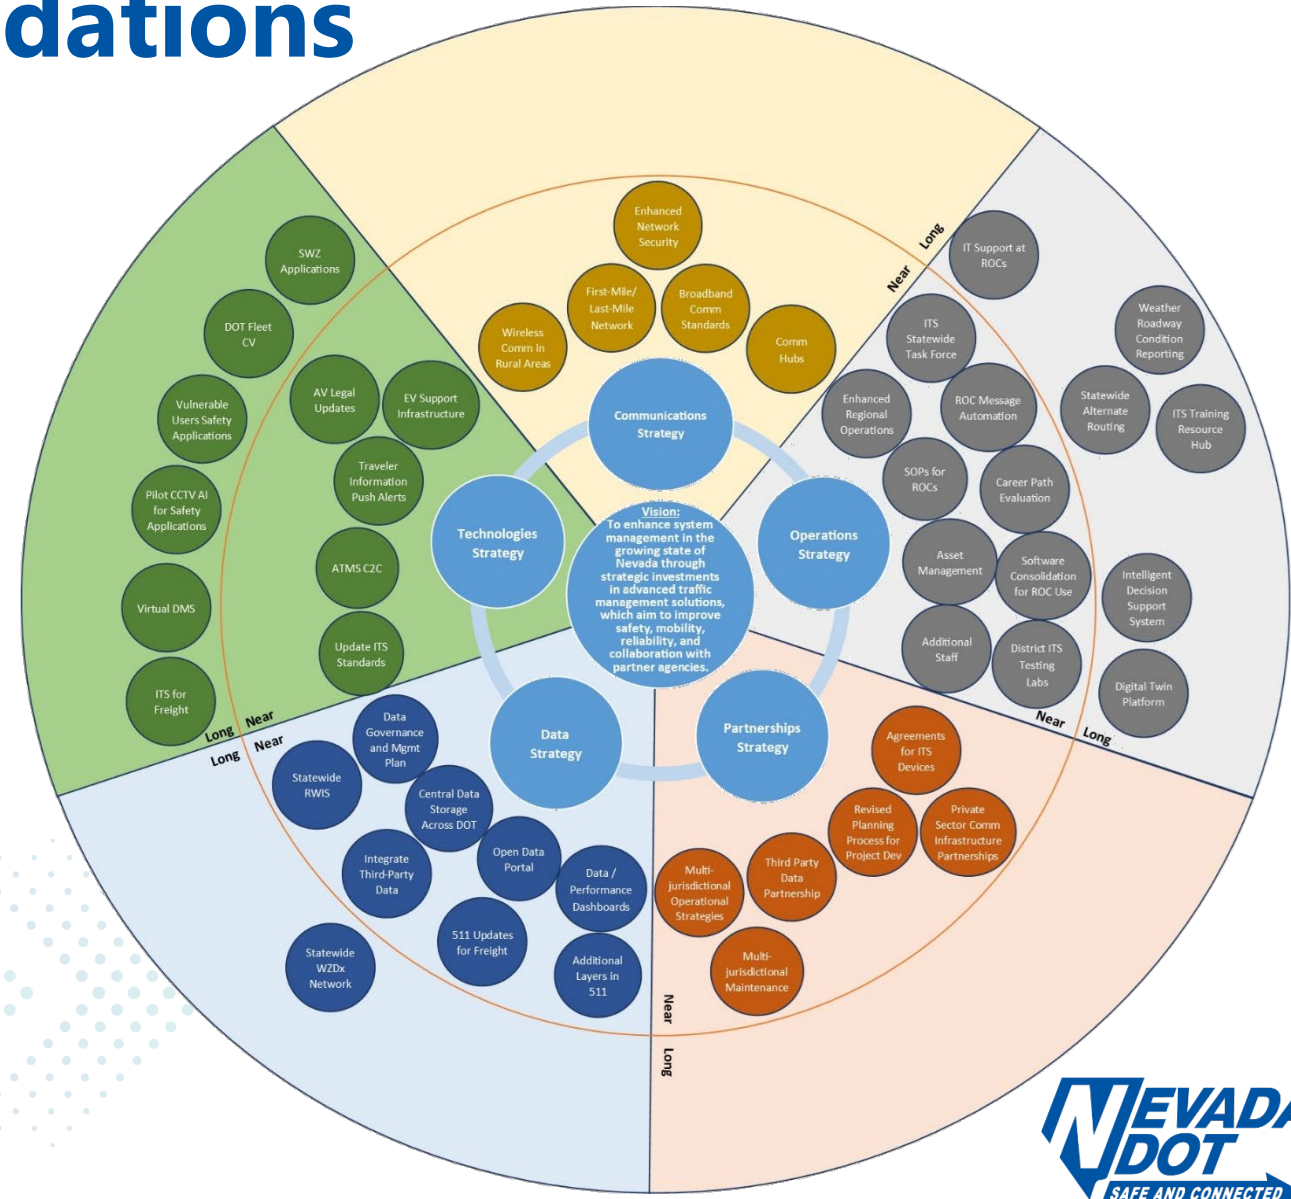 dations
Enhanced
Network
Security
First-Mile/
Last-Mile
Network
Broadband
Comm
Standards
Wireless
Comm in
Rural Areas
Comm
Hubs
Communications
Strategy
Long
Near
IT Support at
ROCs
ITS
Statewide
Task Force
Weather
Roadway
Condition
Reporting
Enhanced
Regional
Operations
ROC Message
Automation
Statewide
Alternate
Routing
ITS Training
Resource
Hub
SOPs for
ROCs
Career Path
Evaluation
Operations
Strategy
Asset
Management
Software
Consolidation
for ROC Use
Intelligent
Decision
Support
System
Additional
Staff
District ITS
Testing
Labs
Digital Twin
Platform
Near
Long
SWZ
Applications
DOT Fleet
CV
AV Legal
Updates
EV Support
Infrastructure
Vulnerable
Users Safety
Applications
Traveler
Information
Push Alerts
Pilot CCTV AI
for Safety
Applications
Technologies
Strategy
ATMS C2C
Virtual DMS
Update ITS
Standards
ITS for
Freight
Long
Near
Vision:
To enhance system
management in the
growing state of
Nevada through
strategic investments
in advanced traffic
management solutions,
which aim to improve
safety, mobility,
reliability, and
collaboration with
partner agencies.
Long
Near
Data
Governance
and Mgmt
Plan
Data
Strategy
Statewide
RWIS
Central Data
Storage
Across DOT
Integrate
Third-Party
Data
Open Data
Portal
Data /
Performance
Dashboards
511 Updates
for Freight
Statewide
WZDx
Network
Additional
Layers in
511
Partnerships
Strategy
Agreements
for ITS
Devices
Revised
Planning
Process for
Project Dev
Private
Sector Comm
Infrastructure
Partnerships
Multi-
jurisdictional
Operational
Strategies
Third Party
Data
Partnership
Multi-
jurisdictional
Maintenance
Near
Long
NEVADA
DOT
SAFE AND CONNECTED